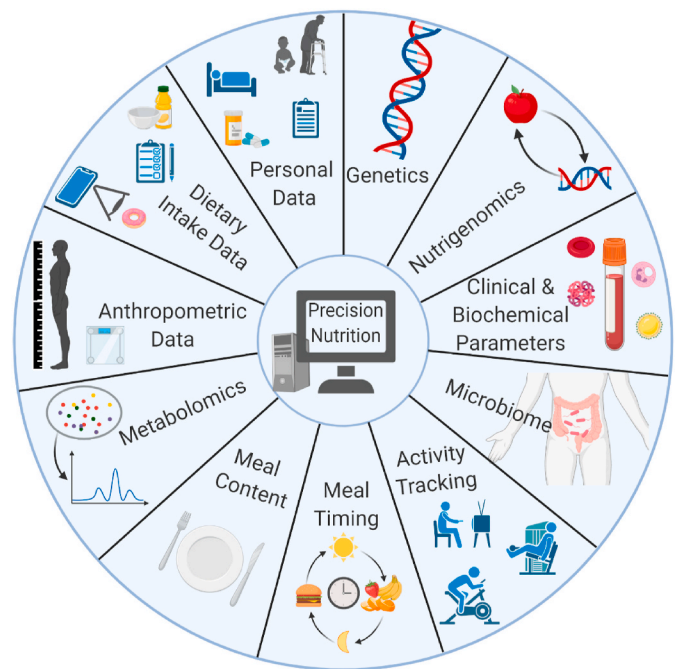 Precision
Nutrition
Genetics
Nutrigenomics
Clinical &
Biochemical
Parameters
Microbiome
Activity
Tracking
Meal
Timing
Meal
Content
Metabolomics
Anthropometric
Data
Dietary
Intake Data
Personal
Data